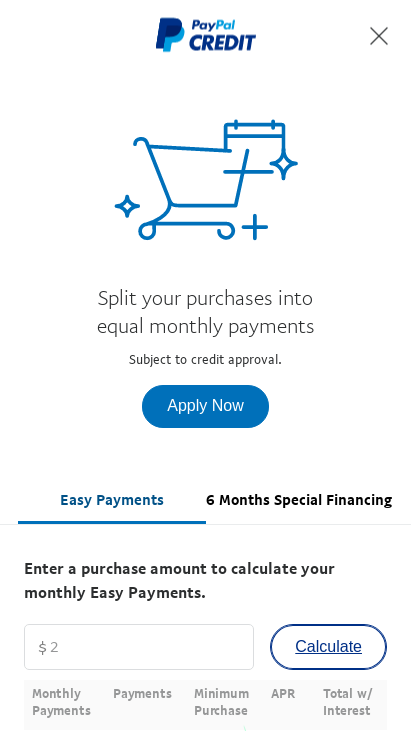 PayPal
CREDIT
Split your purchases into
equal monthly payments
Subject to credit approval.
Apply Now
Easy Payments
6 Months Special Financing
Enter a purchase amount to calculate your
monthly Easy Payments.
$ 2
Calculate
Monthly Payments
Payments
Minimum Purchase
APR
Total w/ Interest